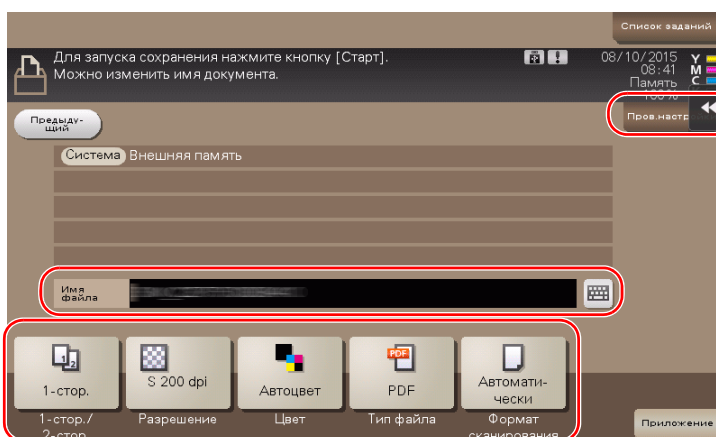 Список заданий
Для запуска сохранения нажмите кнопку [Старт].
Можно изменить имя документа.
08/10/2015
08:41
Память
100%
Y
M
C
Предыду-
щий
Пров.настр
Система Внешняя память
Имя
файла
1-стор.
S 200 dpi
Автоцвет
PDF
PDF
Автомати-
чески
1-стор./
2-стор.
Разрешение
Цвет
Тип файла
Формат
сканирования
Приложение